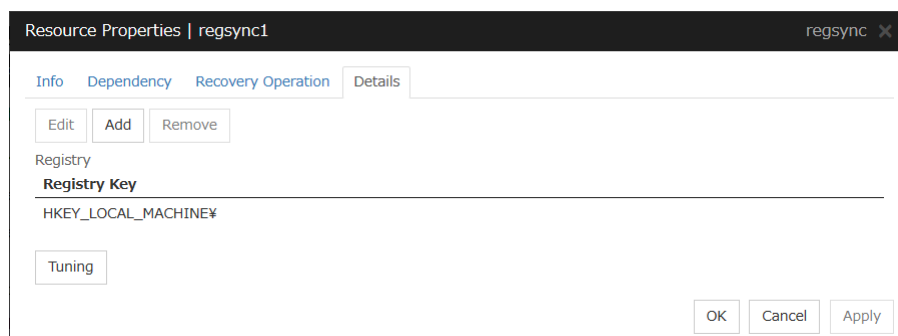 Resource Properties | regsync1 regsync ×
Info Dependency Recovery Operation Details
Edit Add Remove
Registry
Registry Key
HKEY_LOCAL_MACHINE¥
Tuning
OK Cancel Apply